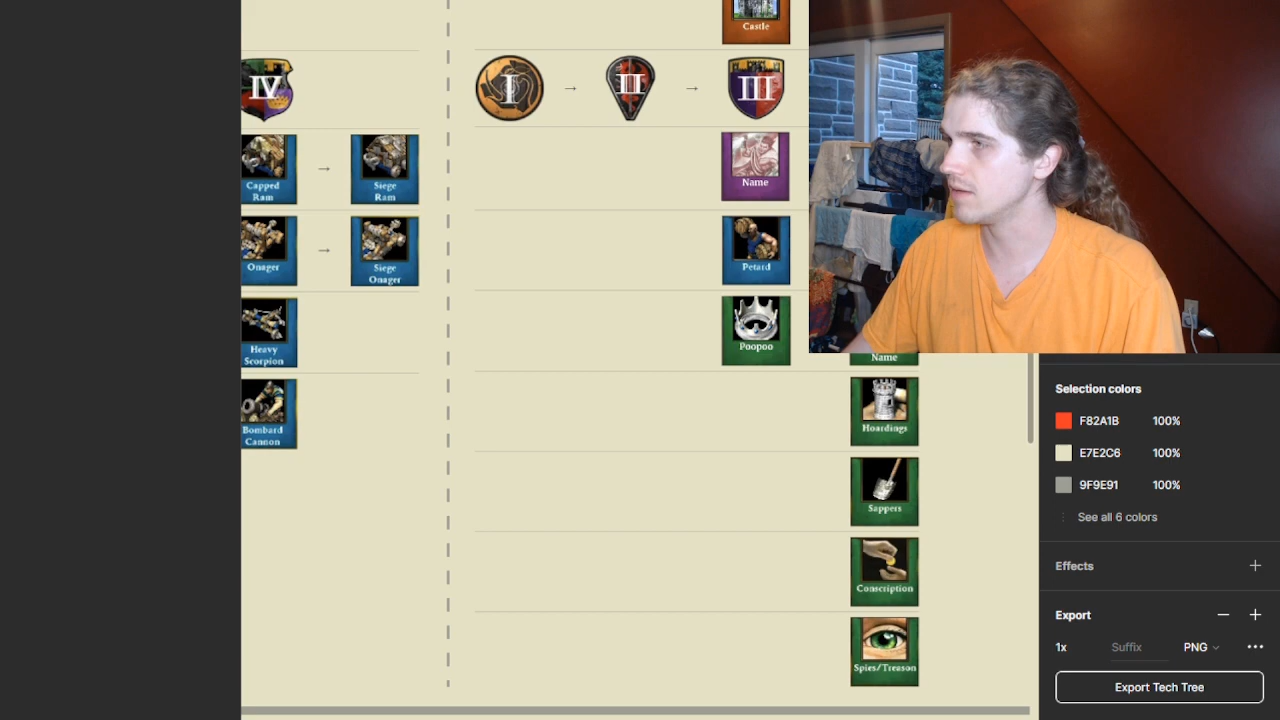 Castle
IV
I
→
II
→
III
Capped
Ram
→
Siege
Ram
Name
Onager
→
Siege
Onager
Petard
Heavy
Scorpion
Poopoo
Name
Bombard
Cannon
Hoardings
Sappers
Conscription
Spies/Treason
Selection colors
F82A1B 100%
E7E2C6 100%
9F9E91 100%
See all 6 colors
Effects +
Export − +
1x Suffix PNG
Export Tech Tree